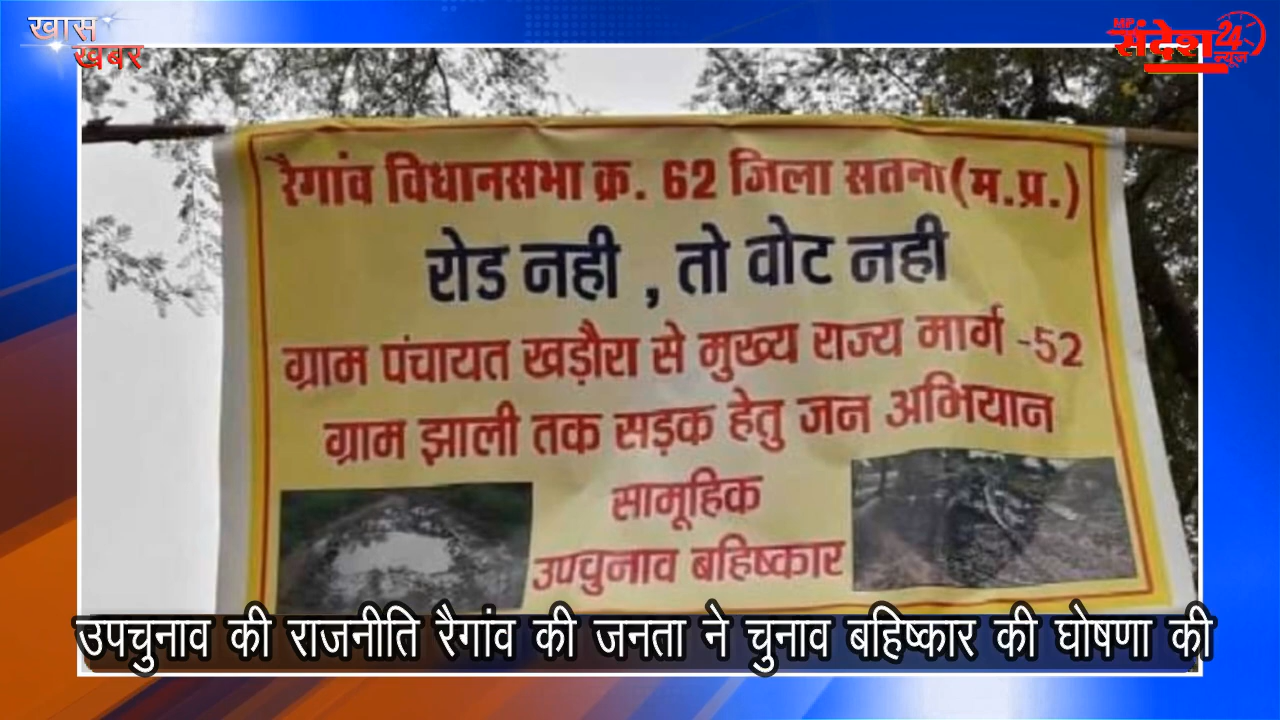 खास
खबर
MP
संदेश 24
न्यूज
रैगांव विधानसभा क्र. 62 जिला सतना(म.प्र.)
रोड नही , तो वोट नही
ग्राम पंचायत खड़ौरा से मुख्य राज्य मार्ग -52
ग्राम झाली तक सड़क हेतु जन अभियान
सामूहिक
उपचुनाव बहिष्कार
उपचुनाव की राजनीति रैगांव की जनता ने चुनाव बहिष्कार की घोषणा की